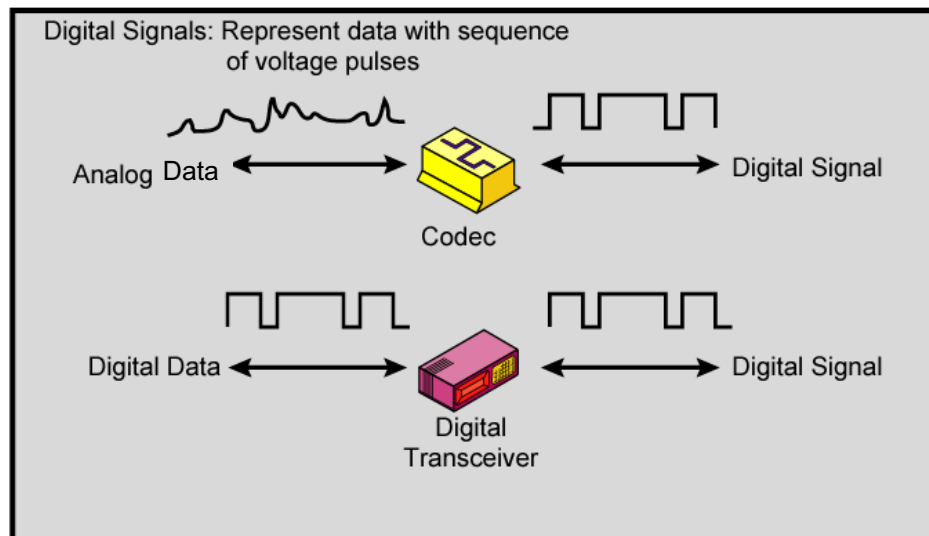 Digital Signals: Represent data with sequence
of voltage pulses
Analog Data
Digital Signal
Codec
Digital Data
Digital Signal
Digital
Transceiver